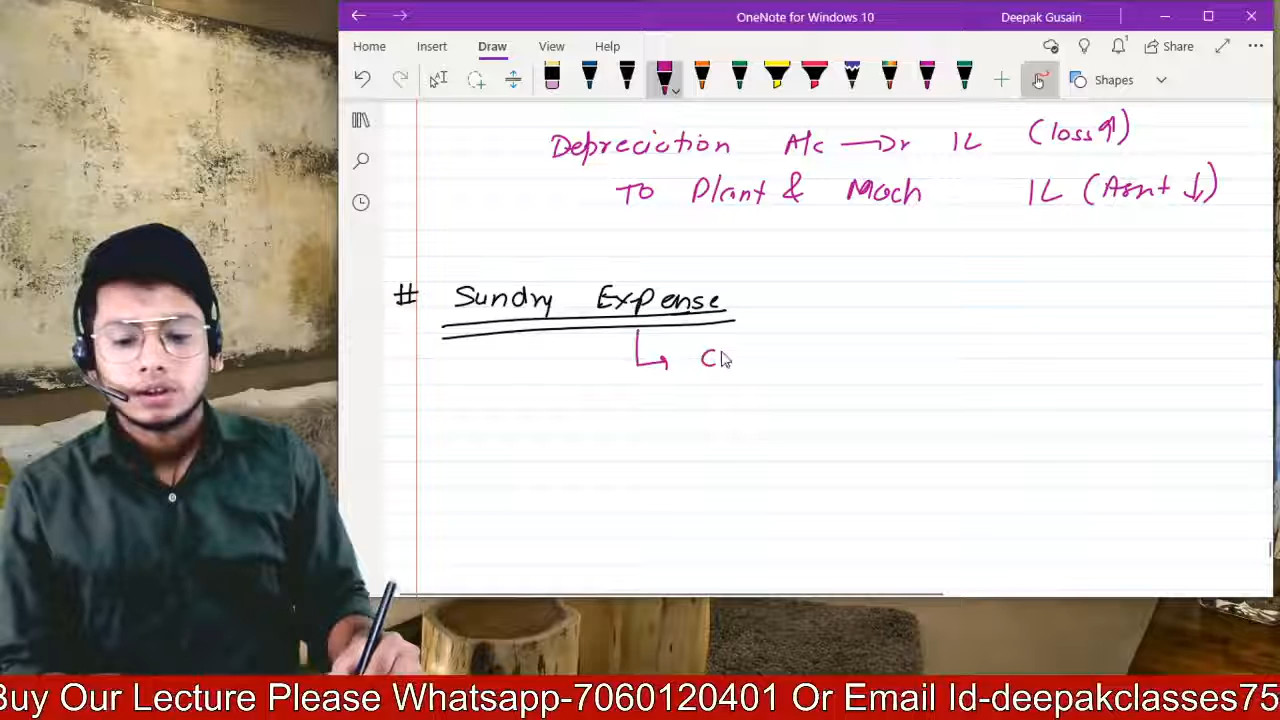 OneNote for Windows 10
Deepak Gusain
Home Insert Draw View Help
Share
Shapes
Depreciction A/c → Dr 1L (loss↑)
To Plant & Mach 1L (Asset ↓)
# Sundry Expense
↳ C
Buy Our Lecture Please Whatsapp-7060120401 Or Email Id-deepakclasses75